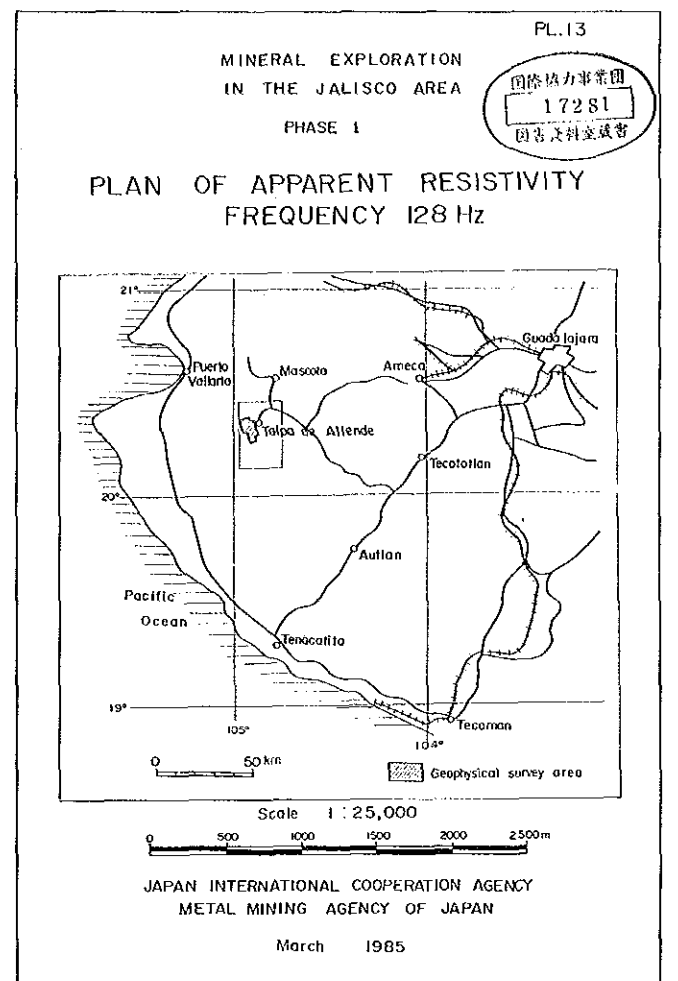 PL.13
MINERAL EXPLORATION
IN THE JALISCO AREA
PHASE 1
国際協力事業団
17281
図書資料室蔵書
PLAN OF APPARENT RESISTIVITY
FREQUENCY 128 Hz
21°
Guadalajara
Puerto
Vallarta
Mascota
Ameca
Talpa
Allende
Tecototlan
20°
Autlan
Pacific
Ocean
Tenacatita
19°
105°
104°
Tecoman
0 50 km
Geophysical survey area
Scale 1:25,000
0 500 1000 1500 2000 2500m
JAPAN INTERNATIONAL COOPERATION AGENCY
METAL MINING AGENCY OF JAPAN
March 1985